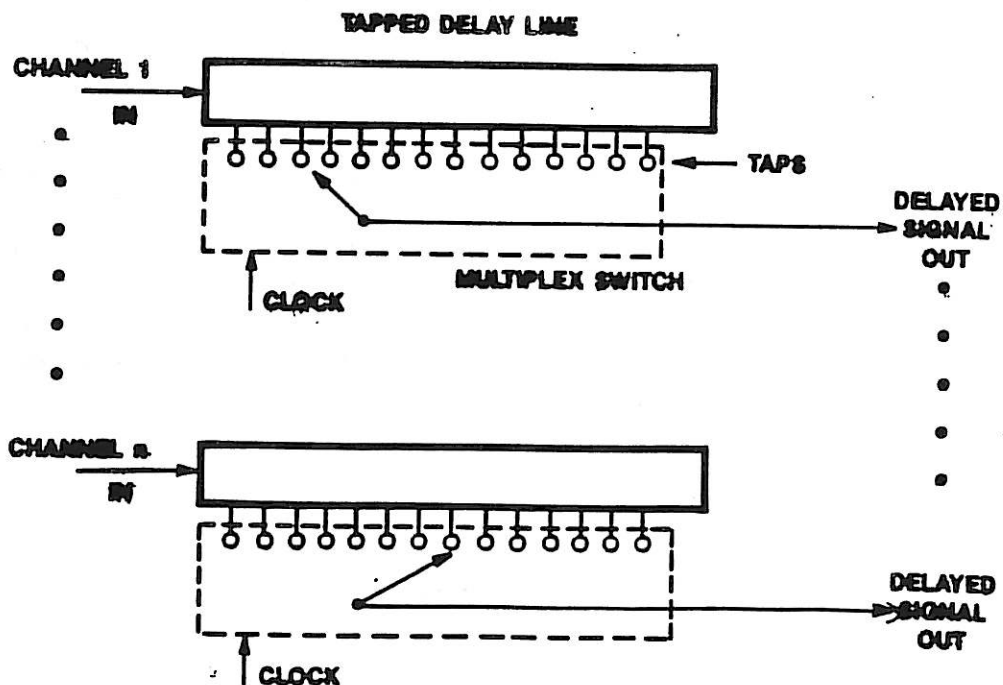 TAPPED DELAY LINE
CHANNEL 1
IN
TAPS
DELAYED
SIGNAL
OUT
MULTIPLEX SWITCH
CLOCK
CHANNEL n
IN
DELAYED
SIGNAL
OUT
CLOCK